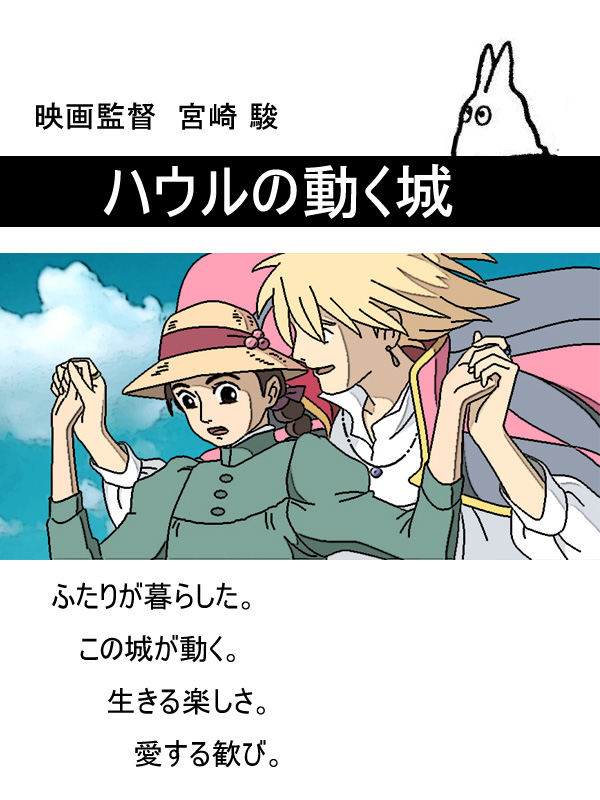 映画監督 宮崎 駿
ハウルの動く城
ふたりが暮らした。
この城が動く。
生きる楽しさ。
愛する歓び。